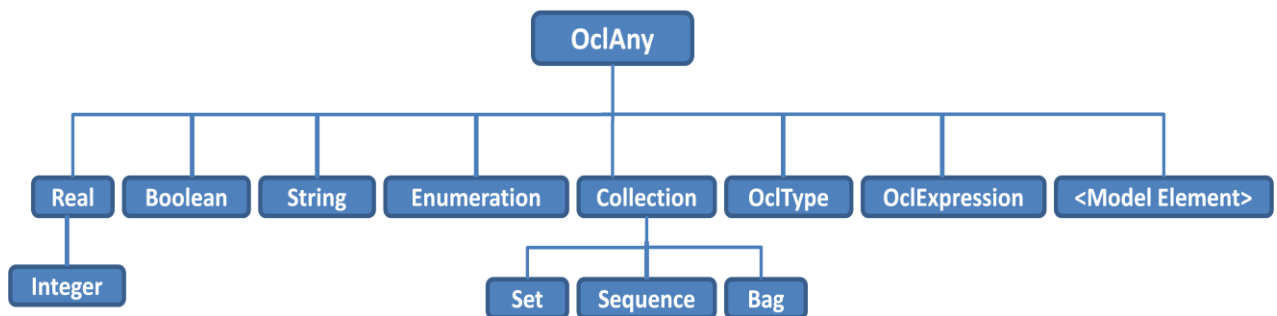 OclAny
Real
Boolean
String
Enumeration
Collection
OclType
OclExpression
<Model Element>
Integer
Set
Sequence
Bag